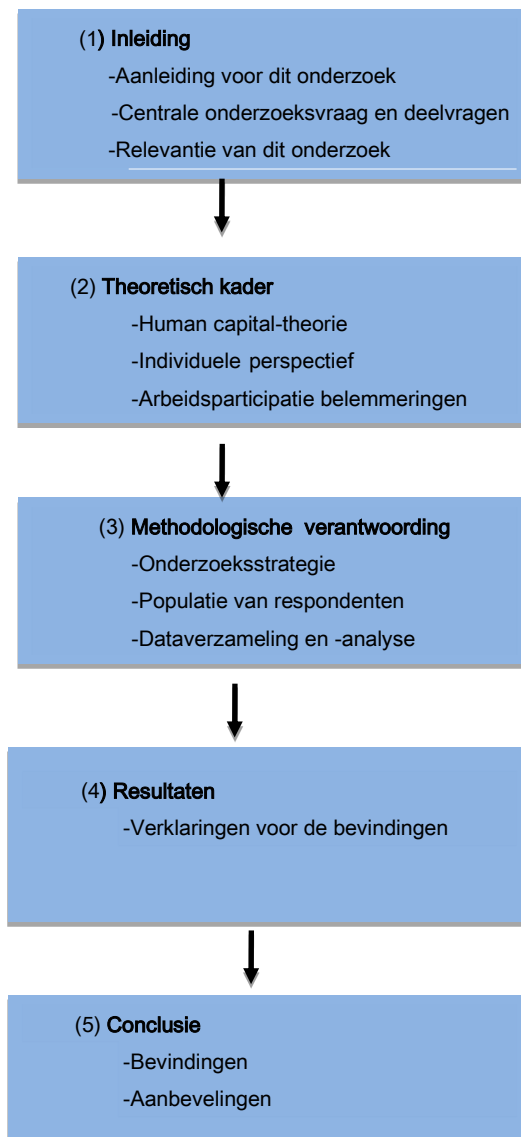 (1) Inleiding
-Aanleiding voor dit onderzoek
-Centrale onderzoeksvraag en deelvragen
-Relevantie van dit onderzoek
(2) Theoretisch kader
-Human capital-theorie
-Individuele perspectief
-Arbeidsparticipatie belemmeringen
(3) Methodologische verantwoording
-Onderzoeksstrategie
-Populatie van respondenten
-Dataverzameling en -analyse
(4) Resultaten
-Verklaringen voor de bevindingen
(5) Conclusie
-Bevindingen
-Aanbevelingen